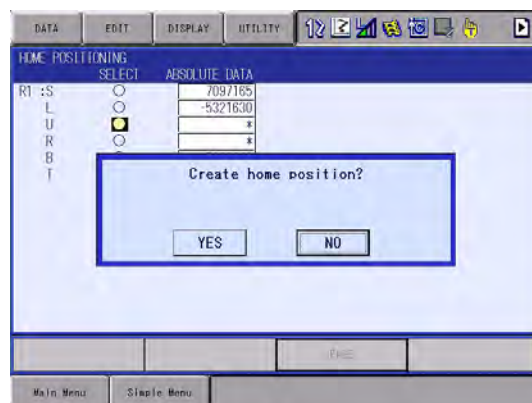 DATA EDIT DISPLAY UTILITY
HOME POSITIONING
SELECT ABSOLUTE DATA
R1 :S 7097165
L -5321630
U *
R *
B
T
Create home position?
YES NO
PAGE
Main Menu Simple Menu